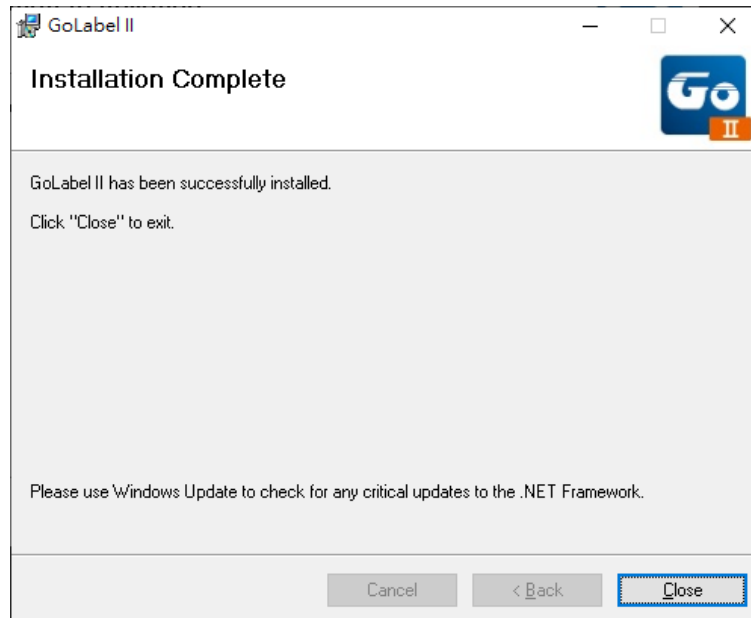 GoLabel II
Installation Complete
Go
II
GoLabel II has been successfully installed.
Click "Close" to exit.
Please use Windows Update to check for any critical updates to the .NET Framework.
Cancel
< Back
Close